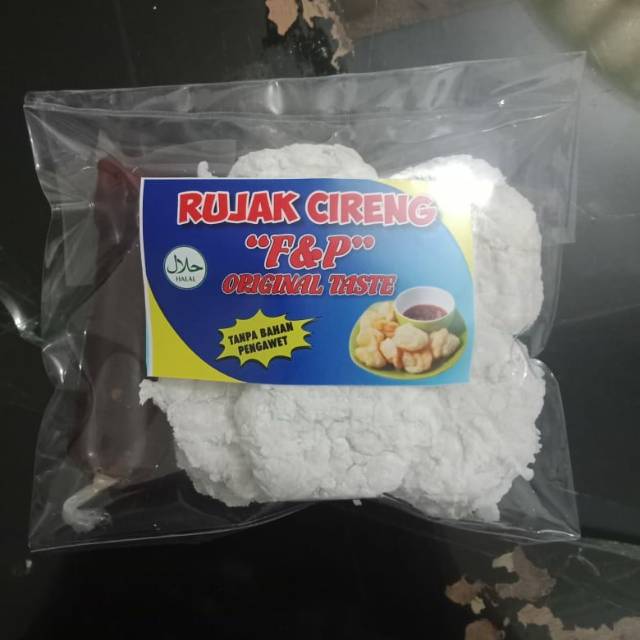 RUJAK CIRENG
"F&P"
ORIGINAL TASTE
حلال
HALAL
TANPA BAHAN
PENGAWET